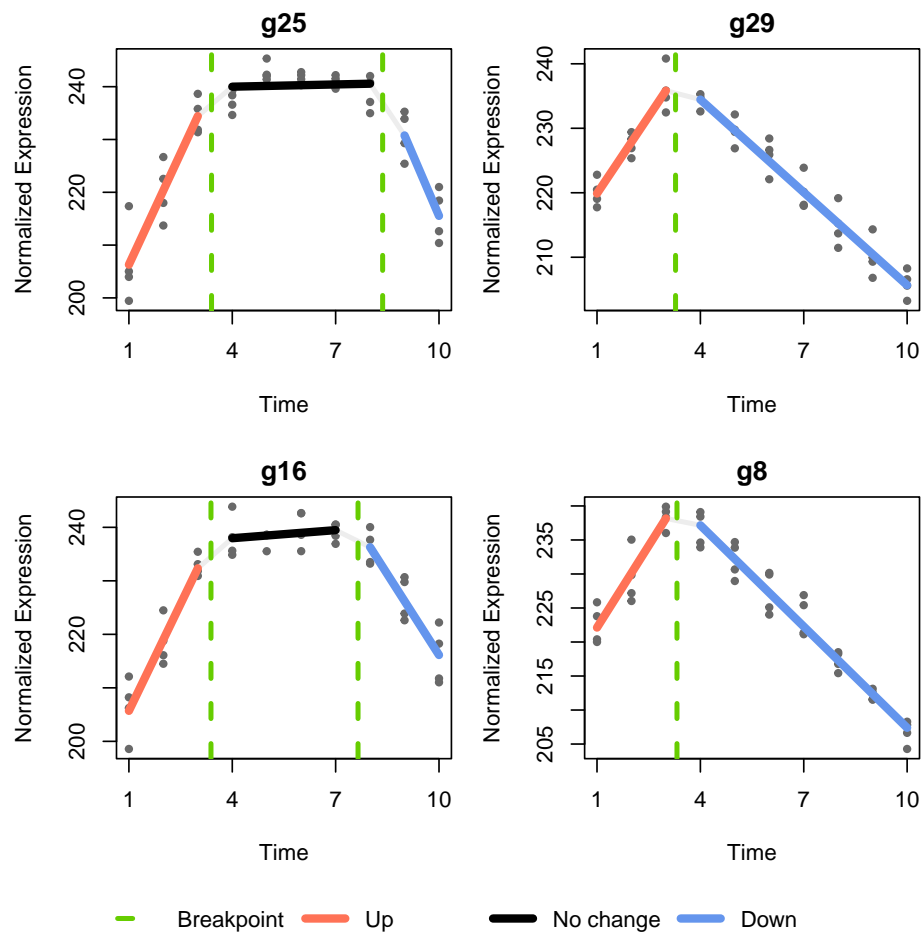 g25
Normalized Expression
200
220
240
1 4 7 10
Time
g29
Normalized Expression
210
220
230
240
1 4 7 10
Time
g16
Normalized Expression
200
220
240
1 4 7 10
Time
g8
Normalized Expression
205
215
225
235
1 4 7 10
Time
Breakpoint Up No change Down